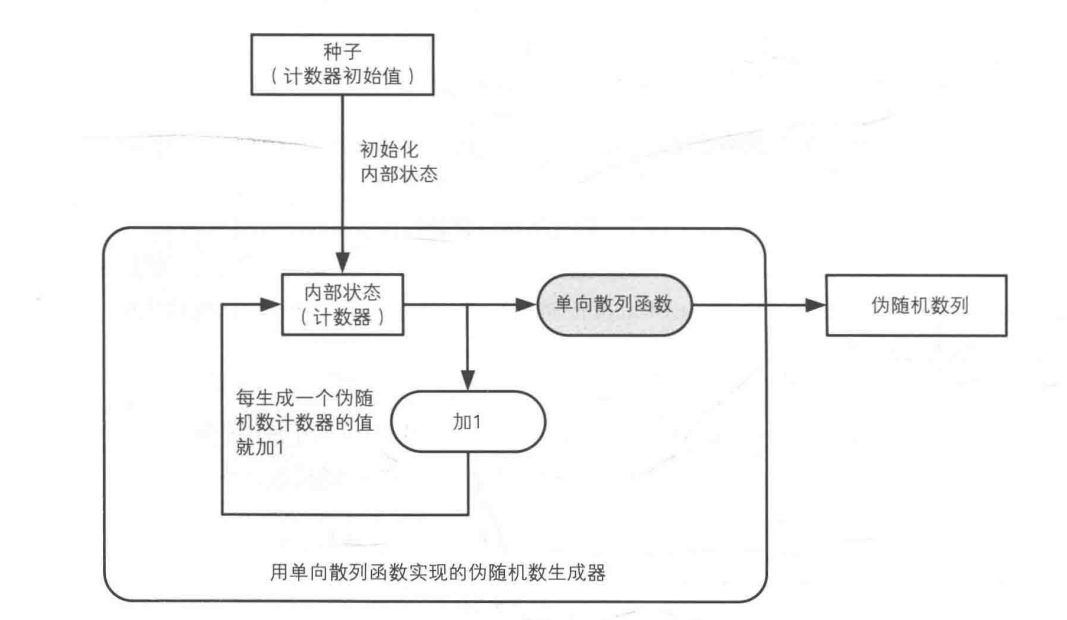 种子
（计数器初始值）
初始化
内部状态
内部状态
（计数器）
单向散列函数
伪随机数列
每生成一个伪随
机数计数器的值
就加1
加1
用单向散列函数实现的伪随机数生成器